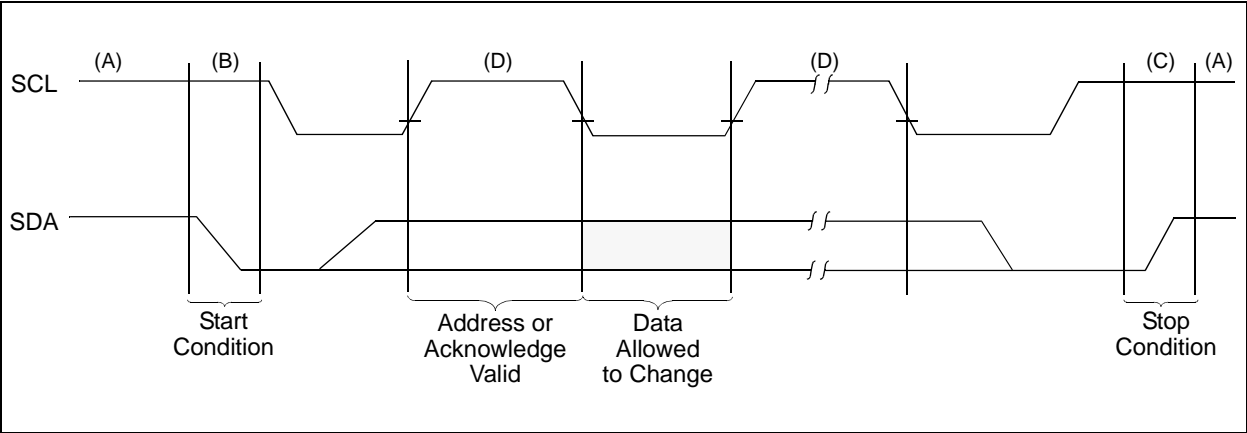 (A)
(B)
(D)
(D)
(C)
(A)
SCL
SDA
Start
Condition
Address or
Acknowledge
Valid
Data
Allowed
to Change
Stop
Condition